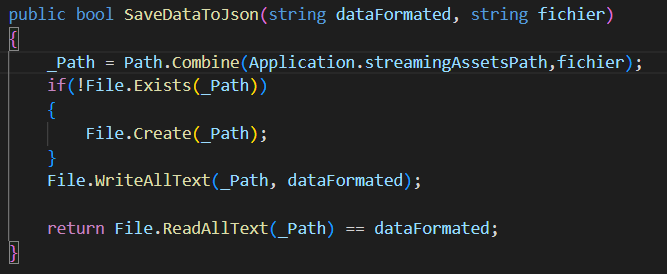 public bool SaveDataToJson(string dataFormated, string fichier)
{
    _Path = Path.Combine(Application.streamingAssetsPath,fichier);
    if(!File.Exists(_Path))
    {
        File.Create(_Path);
    }
    File.WriteAllText(_Path, dataFormated);

    return File.ReadAllText(_Path) == dataFormated;
}